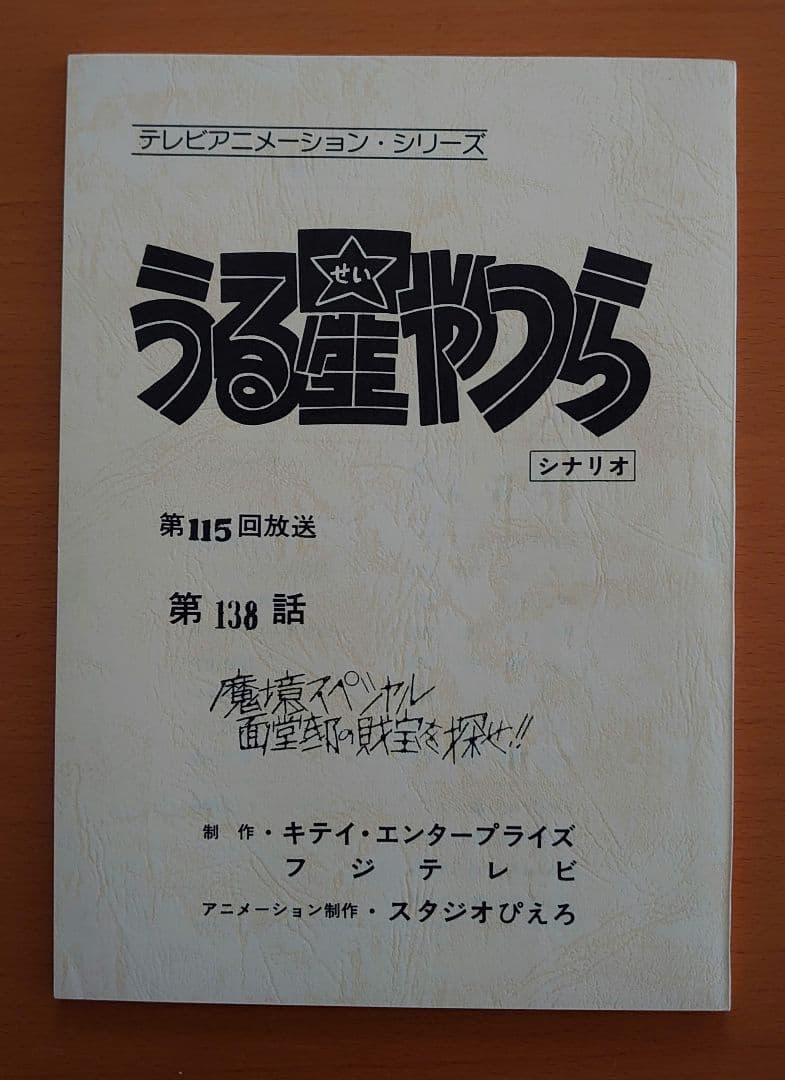 テレビアニメーション・シリーズ
うる星やつら
せい
シナリオ
第115回放送
第138話
魔境スペシャル
面堂邸の財宝を探せ!!
制作・キティ・エンタープライズ
フジテレビ
アニメーション制作・スタジオぴえろ